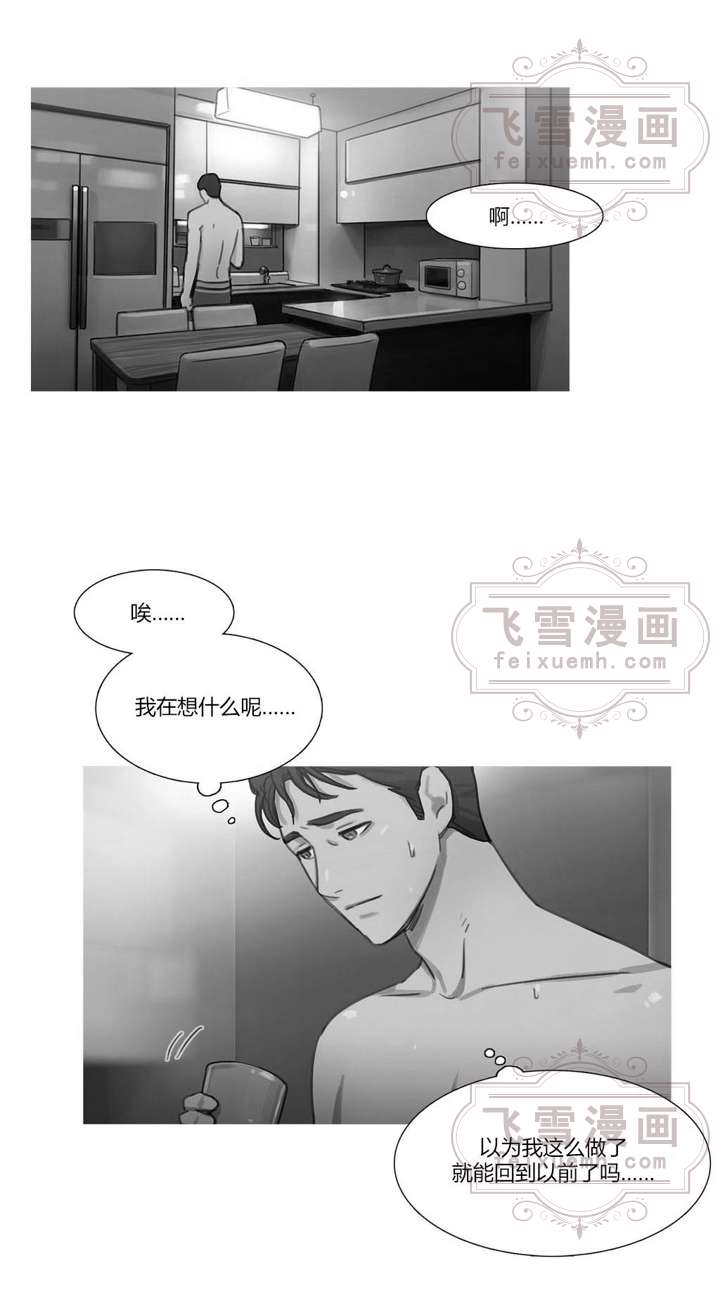 飞雪漫画
feixuemh.com
啊……
唉……
飞雪漫画
feixuemh.com
我在想什么呢……
飞雪漫画
feixuemh.com
以为我这么做了
就能回到以前了吗……